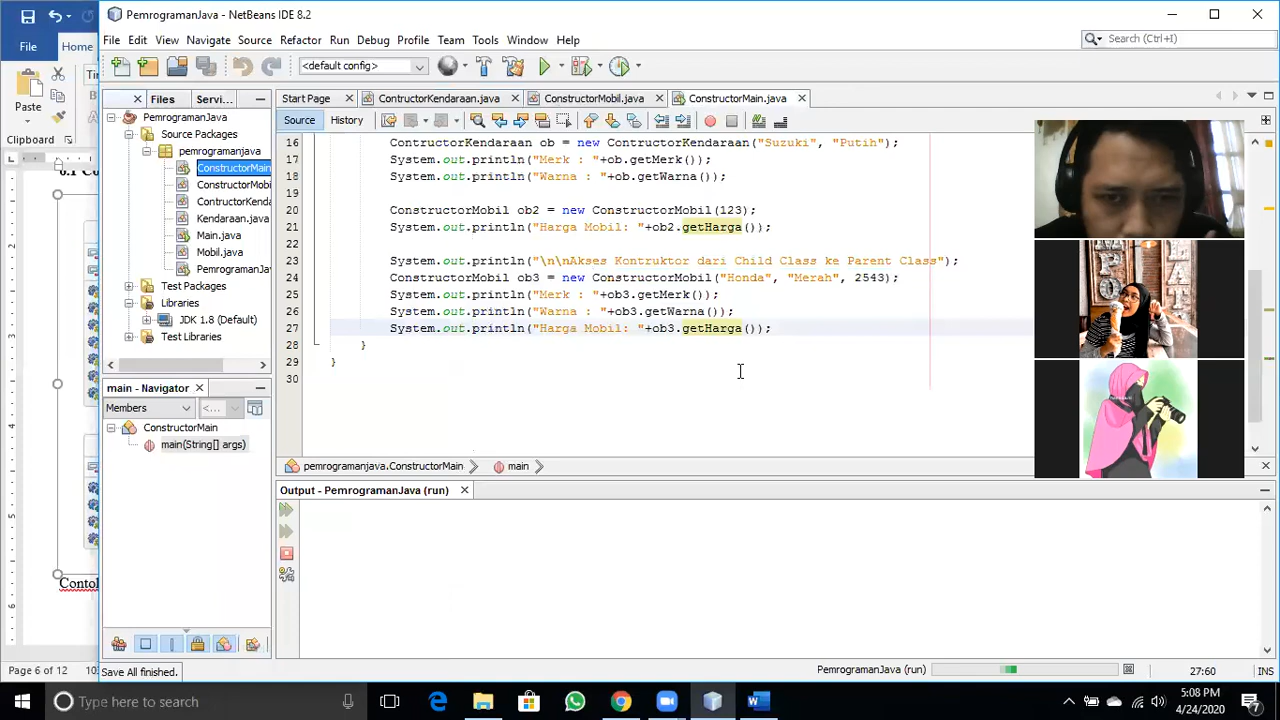 PemrogramanJava - NetBeans IDE 8.2
File
Home
Paste
Clipboard
File Edit View Navigate Source Refactor Run Debug Profile Team Tools Window Help
Search (Ctrl+I)
<default config>
Files
Servi...
Start Page
ContructorKendaraan.java
ConstructorMobil.java
ConstructorMain.java
Source
History
PemrogramanJava
Source Packages
pemrogramanjava
ConstructorMain
ConstructorMobi
ContructorKenda
Kendaraan.java
Main.java
Mobil.java
PemrogramanJa
Test Packages
Libraries
JDK 1.8 (Default)
Test Libraries
16 ContructorKendaraan ob = new ContructorKendaraan("Suzuki", "Putih");
17 System.out.println("Merk : "+ob.getMerk());
18 System.out.println("Warna : "+ob.getWarna());
19
20 ConstructorMobil ob2 = new ConstructorMobil(123);
21 System.out.println("Harga Mobil: "+ob2.getHarga());
22
23 System.out.println("\n\nAkses Kontruktor dari Child Class ke Parent Class");
24 ConstructorMobil ob3 = new ConstructorMobil("Honda", "Merah", 2543);
25 System.out.println("Merk : "+ob3.getMerk());
26 System.out.println("Warna : "+ob3.getWarna());
27 System.out.println("Harga Mobil: "+ob3.getHarga());
28 }
29 }
30
main - Navigator
Members
<...
ConstructorMain
main(String[] args)
pemrogramanjava.ConstructorMain
main
Output - PemrogramanJava (run)
Contol
Page 6 of 12
Save All finished.
PemrogramanJava (run)
27:60
INS
Type here to search
5:08 PM
4/24/2020
7